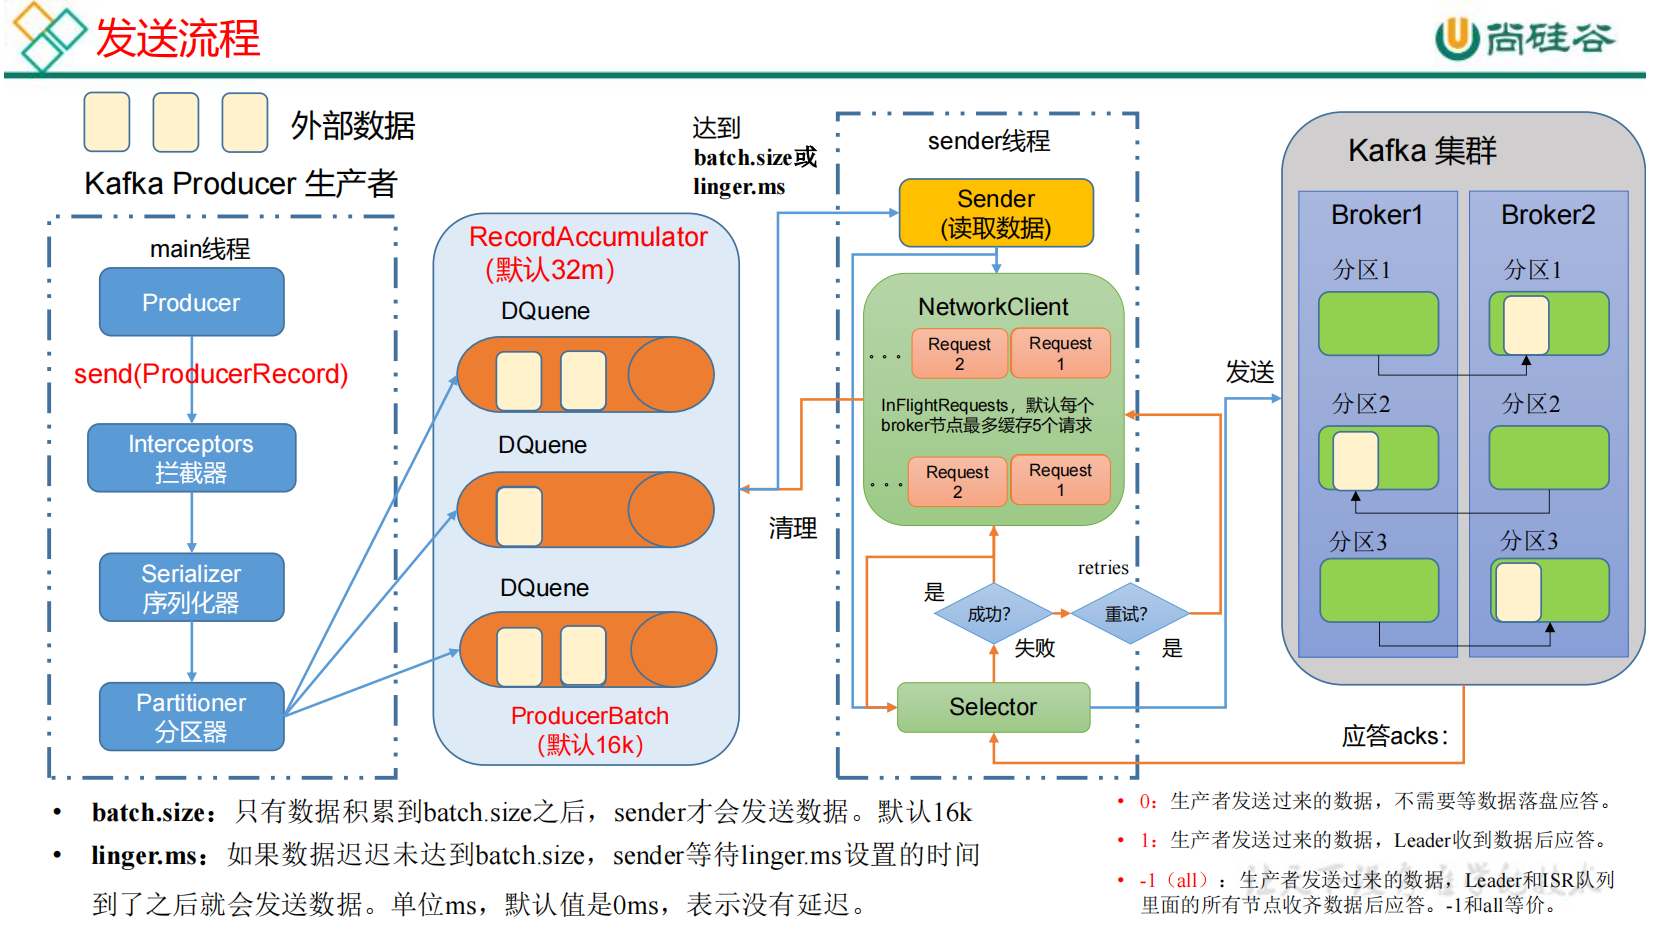 发送流程
尚硅谷
外部数据
Kafka Producer 生产者
main线程
Producer
send(ProducerRecord)
Interceptors
拦截器
Serializer
序列化器
Partitioner
分区器
RecordAccumulator
（默认32m）
DQuene
DQuene
DQuene
ProducerBatch
（默认16k）
达到
batch.size或
linger.ms
清理
sender线程
Sender
(读取数据)
NetworkClient
Request
2
Request
1
InFlightRequests，默认每个
broker节点最多缓存5个请求
Request
2
Request
1
retries
是
成功?
重试?
失败
是
Selector
发送
Kafka 集群
Broker1
Broker2
分区1
分区1
分区2
分区2
分区3
分区3
应答acks：
• batch.size：只有数据积累到batch.size之后，sender才会发送数据。默认16k
• linger.ms：如果数据迟迟未达到batch.size，sender等待linger.ms设置的时间
到了之后就会发送数据。单位ms，默认值是0ms，表示没有延迟。
• 0：生产者发送过来的数据，不需要等数据落盘应答。
• 1：生产者发送过来的数据，Leader收到数据后应答。
• -1（all）：生产者发送过来的数据，Leader和ISR队列
里面的所有节点收齐数据后应答。-1和all等价。